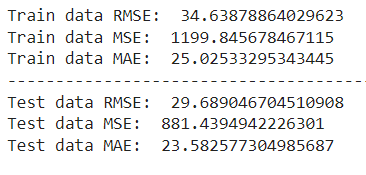 Train data RMSE:  34.63878864029623
Train data MSE:  1199.845678467115
Train data MAE:  25.02533295343445
-------------------------------------
Test data RMSE:  29.689046704510908
Test data MSE:  881.4394942226301
Test data MAE:  23.582577304985687